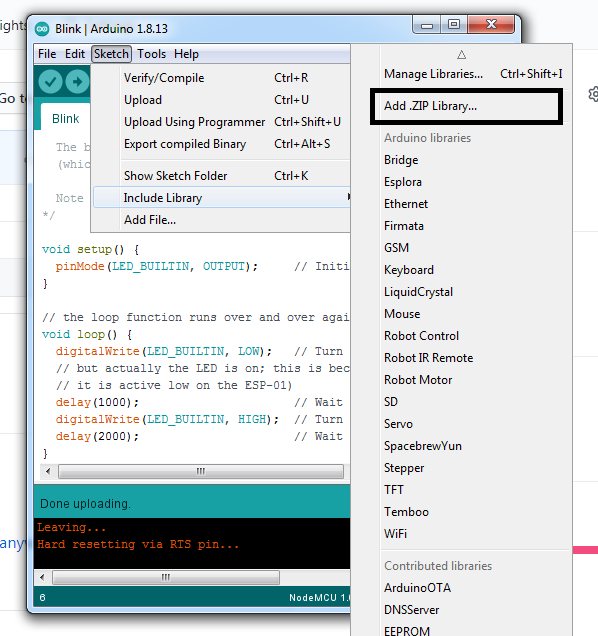 ights
Blink | Arduino 1.8.13
File Edit Sketch Tools Help
Go to
Blink
Verify/Compile Ctrl+R
Upload Ctrl+U
Upload Using Programmer Ctrl+Shift+U
Export compiled Binary Ctrl+Alt+S
Show Sketch Folder Ctrl+K
Include Library
Add File...
Manage Libraries... Ctrl+Shift+I
Add .ZIP Library...
Arduino libraries
Bridge
Esplora
Ethernet
Firmata
GSM
Keyboard
LiquidCrystal
Mouse
Robot Control
Robot IR Remote
Robot Motor
SD
Servo
SpacebrewYun
Stepper
TFT
Temboo
WiFi
Contributed libraries
ArduinoOTA
DNSServer
EEPROM
The b
(whic
Note
*/
void setup() {
pinMode(LED_BUILTIN, OUTPUT); // Initi
}
// the loop function runs over and over agai
void loop() {
digitalWrite(LED_BUILTIN, LOW); // Turn
// but actually the LED is on; this is bec
// it is active low on the ESP-01)
delay(1000); // Wait
digitalWrite(LED_BUILTIN, HIGH); // Turn
delay(2000); // Wait
}
Done uploading.
Leaving...
Hard resetting via RTS pin...
any
6 NodeMCU 1.0